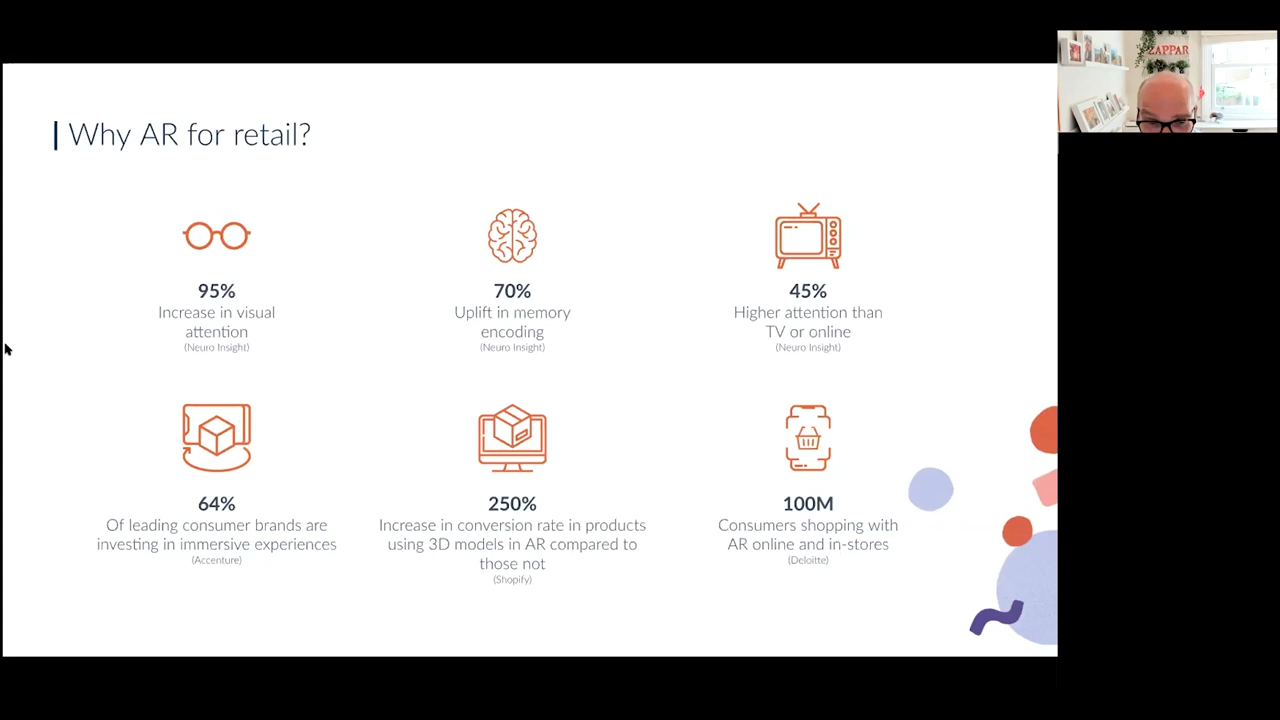 ZAPPAR
Why AR for retail?
95%
Increase in visual
attention
(Neuro Insight)
70%
Uplift in memory
encoding
(Neuro Insight)
45%
Higher attention than
TV or online
(Neuro Insight)
64%
Of leading consumer brands are
investing in immersive experiences
(Accenture)
250%
Increase in conversion rate in products
using 3D models in AR compared to
those not
(Shopify)
100M
Consumers shopping with
AR online and in-stores
(Deloitte)